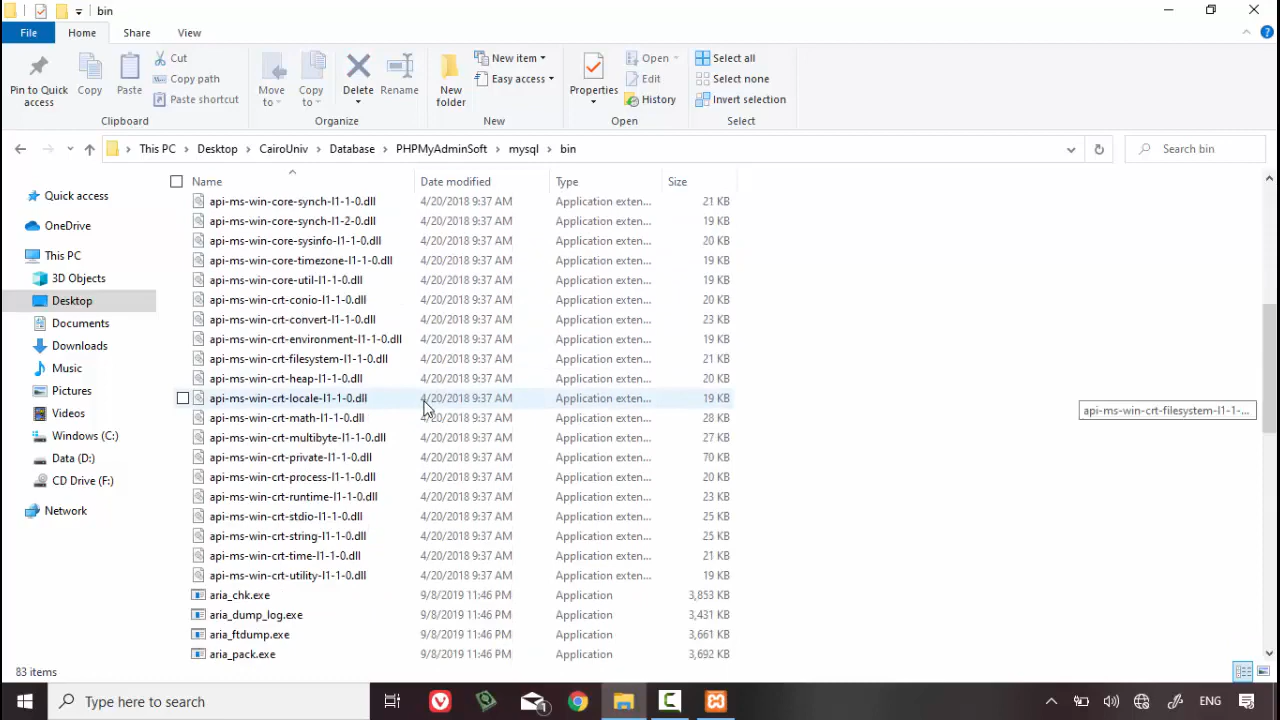 bin
File Home Share View
Pin to Quick access
Copy
Paste
Cut
Copy path
Paste shortcut
Clipboard
Move to
Copy to
Delete
Rename
Organize
New folder
New item
Easy access
New
Properties
Open
Edit
History
Open
Select all
Select none
Invert selection
Select
This PC Desktop CairoUniv Database PHPMyAdminSoft mysql bin
Search bin
Quick access
OneDrive
This PC
3D Objects
Desktop
Documents
Downloads
Music
Pictures
Videos
Windows (C:)
Data (D:)
CD Drive (F:)
Network
Name Date modified Type Size
api-ms-win-core-synch-l1-1-0.dll 4/20/2018 9:37 AM Application exten... 21 KB
api-ms-win-core-synch-l1-2-0.dll 4/20/2018 9:37 AM Application exten... 19 KB
api-ms-win-core-sysinfo-l1-1-0.dll 4/20/2018 9:37 AM Application exten... 20 KB
api-ms-win-core-timezone-l1-1-0.dll 4/20/2018 9:37 AM Application exten... 19 KB
api-ms-win-core-util-l1-1-0.dll 4/20/2018 9:37 AM Application exten... 19 KB
api-ms-win-crt-conio-l1-1-0.dll 4/20/2018 9:37 AM Application exten... 20 KB
api-ms-win-crt-convert-l1-1-0.dll 4/20/2018 9:37 AM Application exten... 23 KB
api-ms-win-crt-environment-l1-1-0.dll 4/20/2018 9:37 AM Application exten... 19 KB
api-ms-win-crt-filesystem-l1-1-0.dll 4/20/2018 9:37 AM Application exten... 21 KB
api-ms-win-crt-heap-l1-1-0.dll 4/20/2018 9:37 AM Application exten... 20 KB
api-ms-win-crt-locale-l1-1-0.dll 4/20/2018 9:37 AM Application exten... 19 KB
api-ms-win-crt-math-l1-1-0.dll 4/20/2018 9:37 AM Application exten... 28 KB
api-ms-win-crt-multibyte-l1-1-0.dll 4/20/2018 9:37 AM Application exten... 27 KB
api-ms-win-crt-private-l1-1-0.dll 4/20/2018 9:37 AM Application exten... 70 KB
api-ms-win-crt-process-l1-1-0.dll 4/20/2018 9:37 AM Application exten... 20 KB
api-ms-win-crt-runtime-l1-1-0.dll 4/20/2018 9:37 AM Application exten... 23 KB
api-ms-win-crt-stdio-l1-1-0.dll 4/20/2018 9:37 AM Application exten... 25 KB
api-ms-win-crt-string-l1-1-0.dll 4/20/2018 9:37 AM Application exten... 25 KB
api-ms-win-crt-time-l1-1-0.dll 4/20/2018 9:37 AM Application exten... 21 KB
api-ms-win-crt-utility-l1-1-0.dll 4/20/2018 9:37 AM Application exten... 19 KB
aria_chk.exe 9/8/2019 11:46 PM Application 3,853 KB
aria_dump_log.exe 9/8/2019 11:46 PM Application 3,431 KB
aria_ftdump.exe 9/8/2019 11:46 PM Application 3,661 KB
aria_pack.exe 9/8/2019 11:46 PM Application 3,692 KB
api-ms-win-crt-filesystem-l1-1-...
83 items
Type here to search
1
ENG